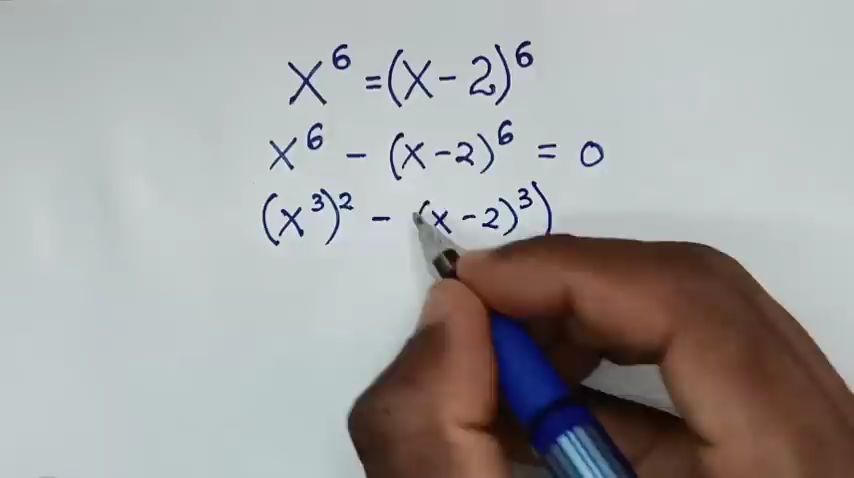 x⁶ = (x - 2)⁶
x⁶ - (x - 2)⁶ = 0
(x³)² - (x - 2)³)